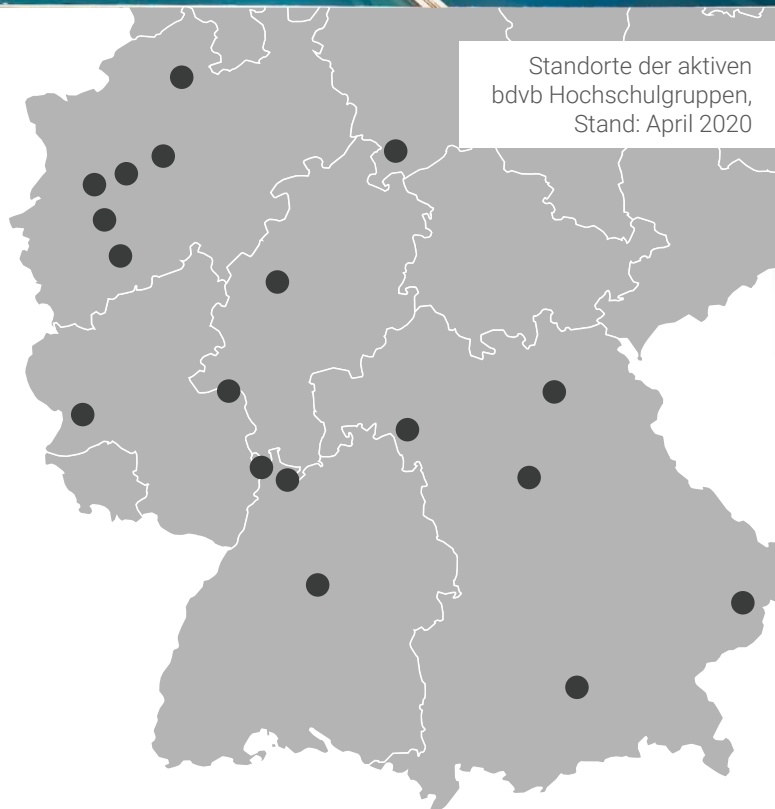 Standorte der aktiven
bdvb Hochschulgruppen,
Stand: April 2020